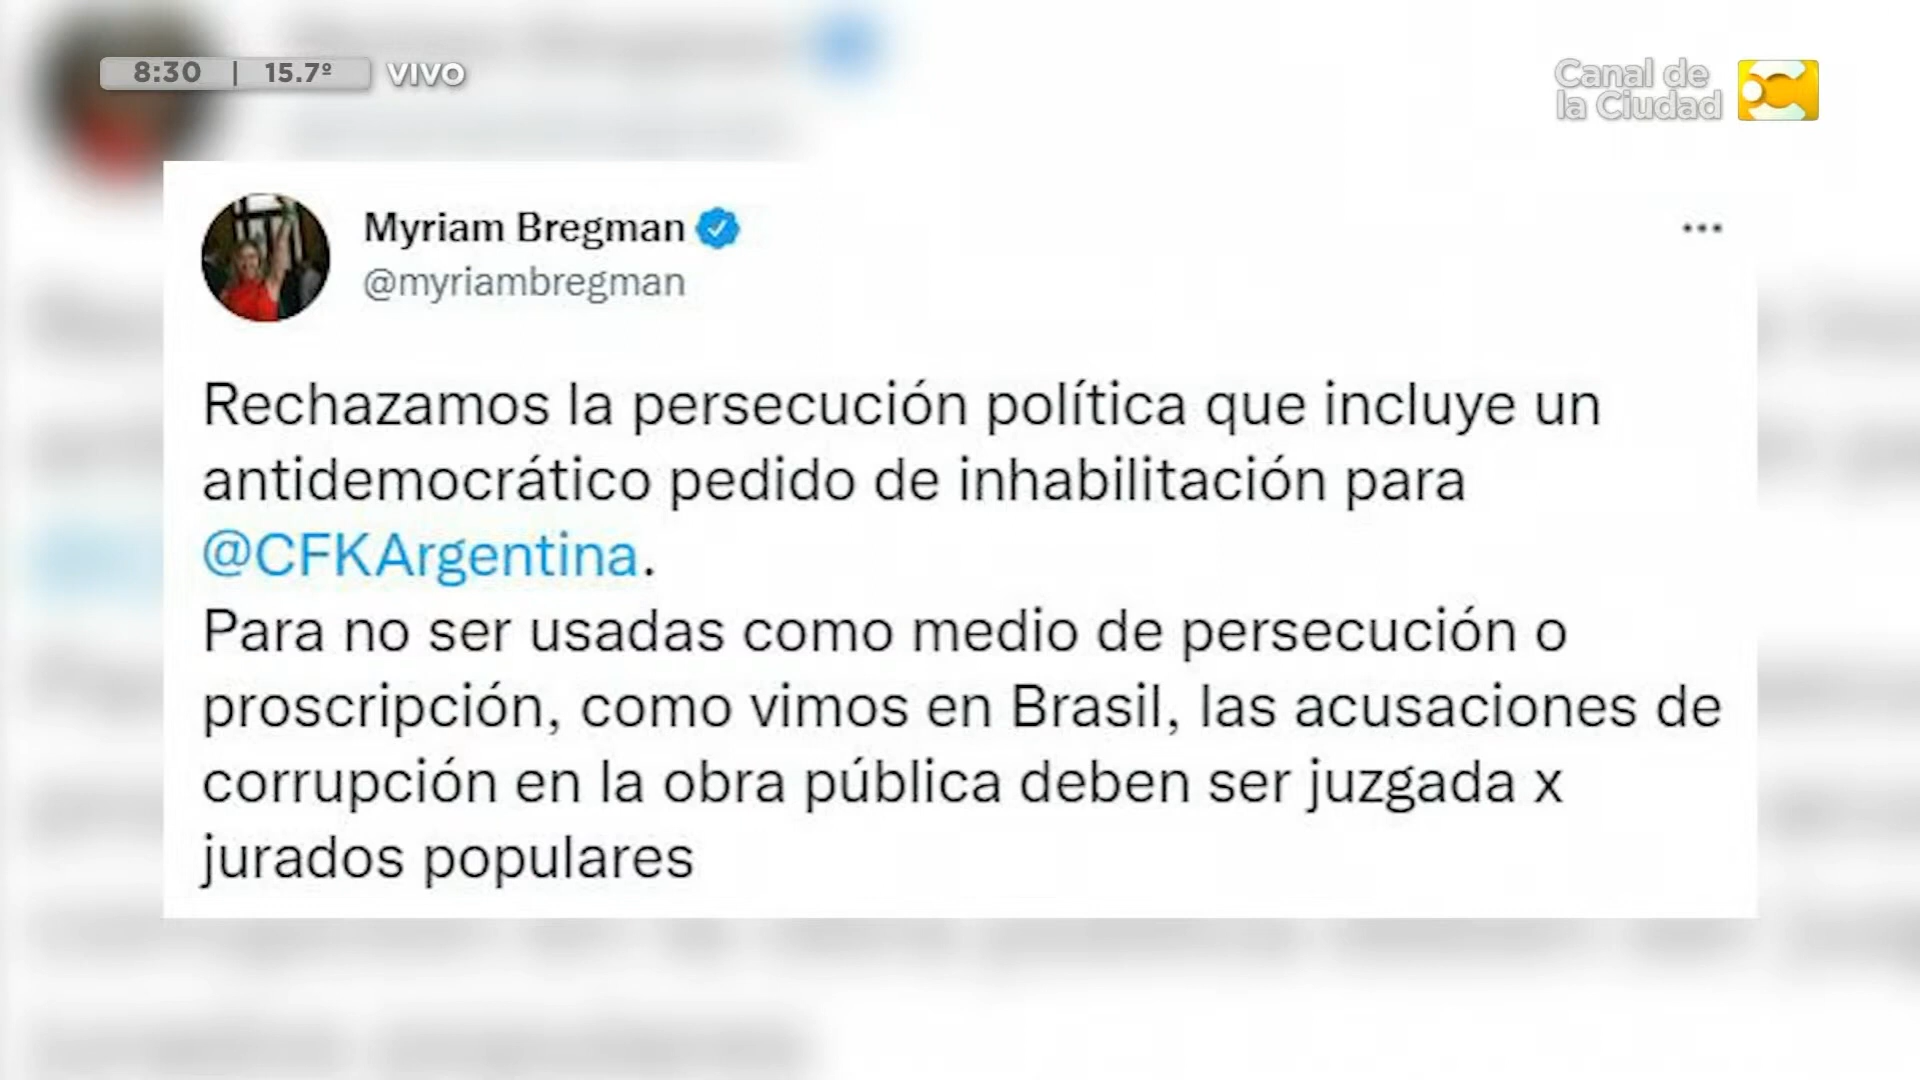 8:30 | 15.7º VIVO
Canal de
la Ciudad
Myriam Bregman
@myriambregman
Rechazamos la persecución política que incluye un
antidemocrático pedido de inhabilitación para
@CFKArgentina.
Para no ser usadas como medio de persecución o
proscripción, como vimos en Brasil, las acusaciones de
corrupción en la obra pública deben ser juzgada x
jurados populares